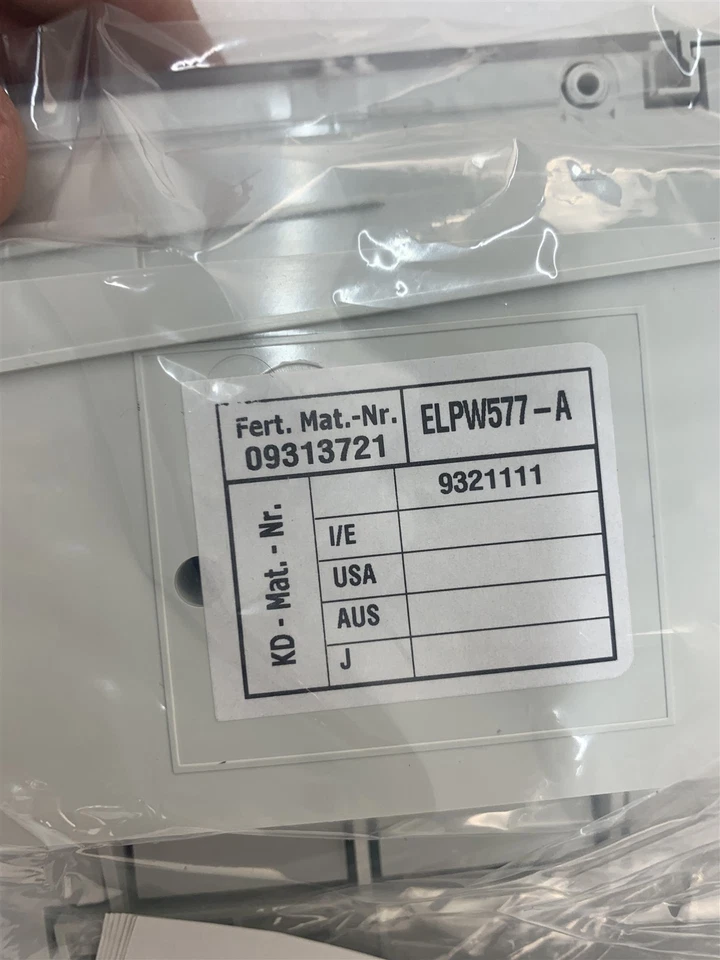 Fert. Mat.-Nr.
09313721
ELPW577-A
KD - Mat. - Nr.
9321111
I/E
USA
AUS
J